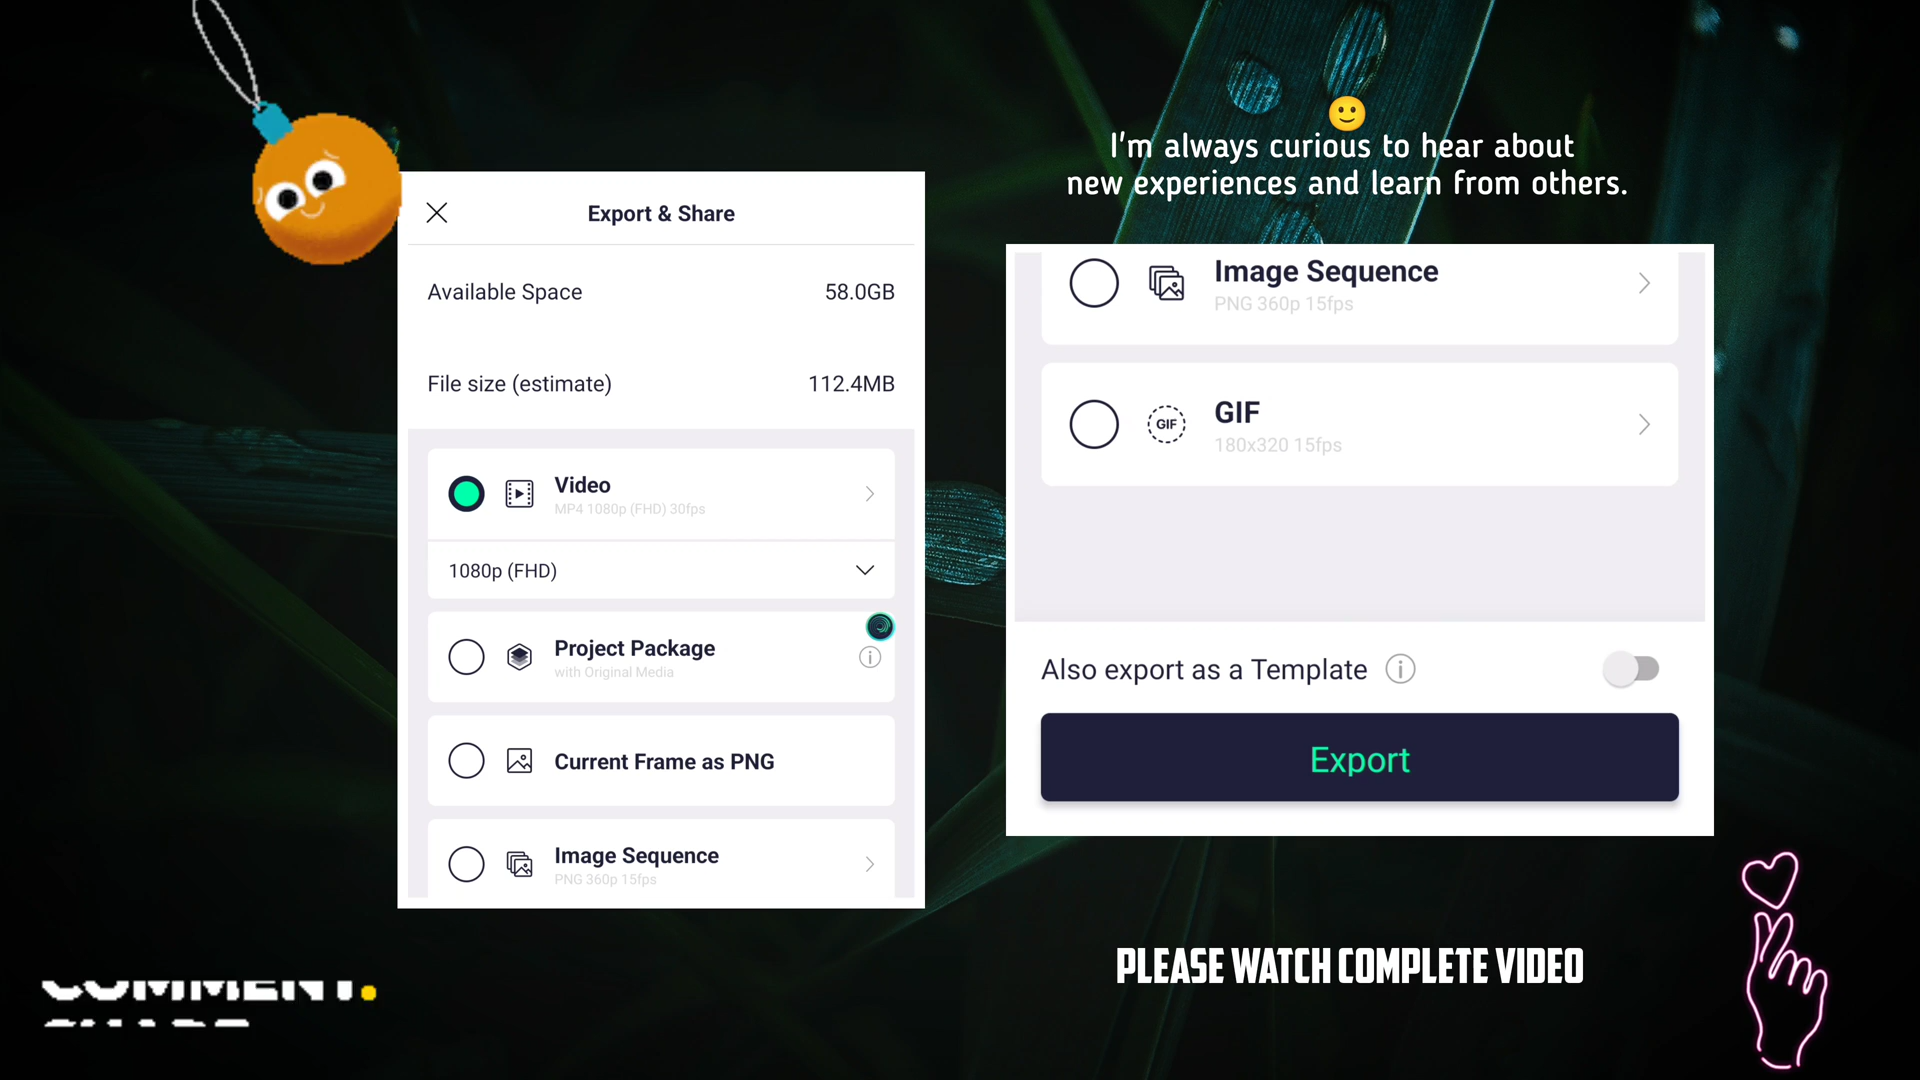 Export & Share
Available Space 58.0GB
File size (estimate) 112.4MB
Video
MP4 1080p (FHD) 30fps
1080p (FHD)
Project Package
with Original Media
Current Frame as PNG
Image Sequence
PNG 360p 15fps
I'm always curious to hear about
new experiences and learn from others.
Image Sequence
PNG 360p 15fps
GIF
GIF
180x320 15fps
Also export as a Template
Export
PLEASE WATCH COMPLETE VIDEO
COMMENT.